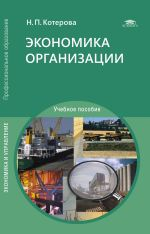 Н.П. Котерова
ЭКОНОМИКА
ОРГАНИЗАЦИИ
Учебное пособие
Профессиональное образование
ЭКОНОМИКА И УПРАВЛЕНИЕ